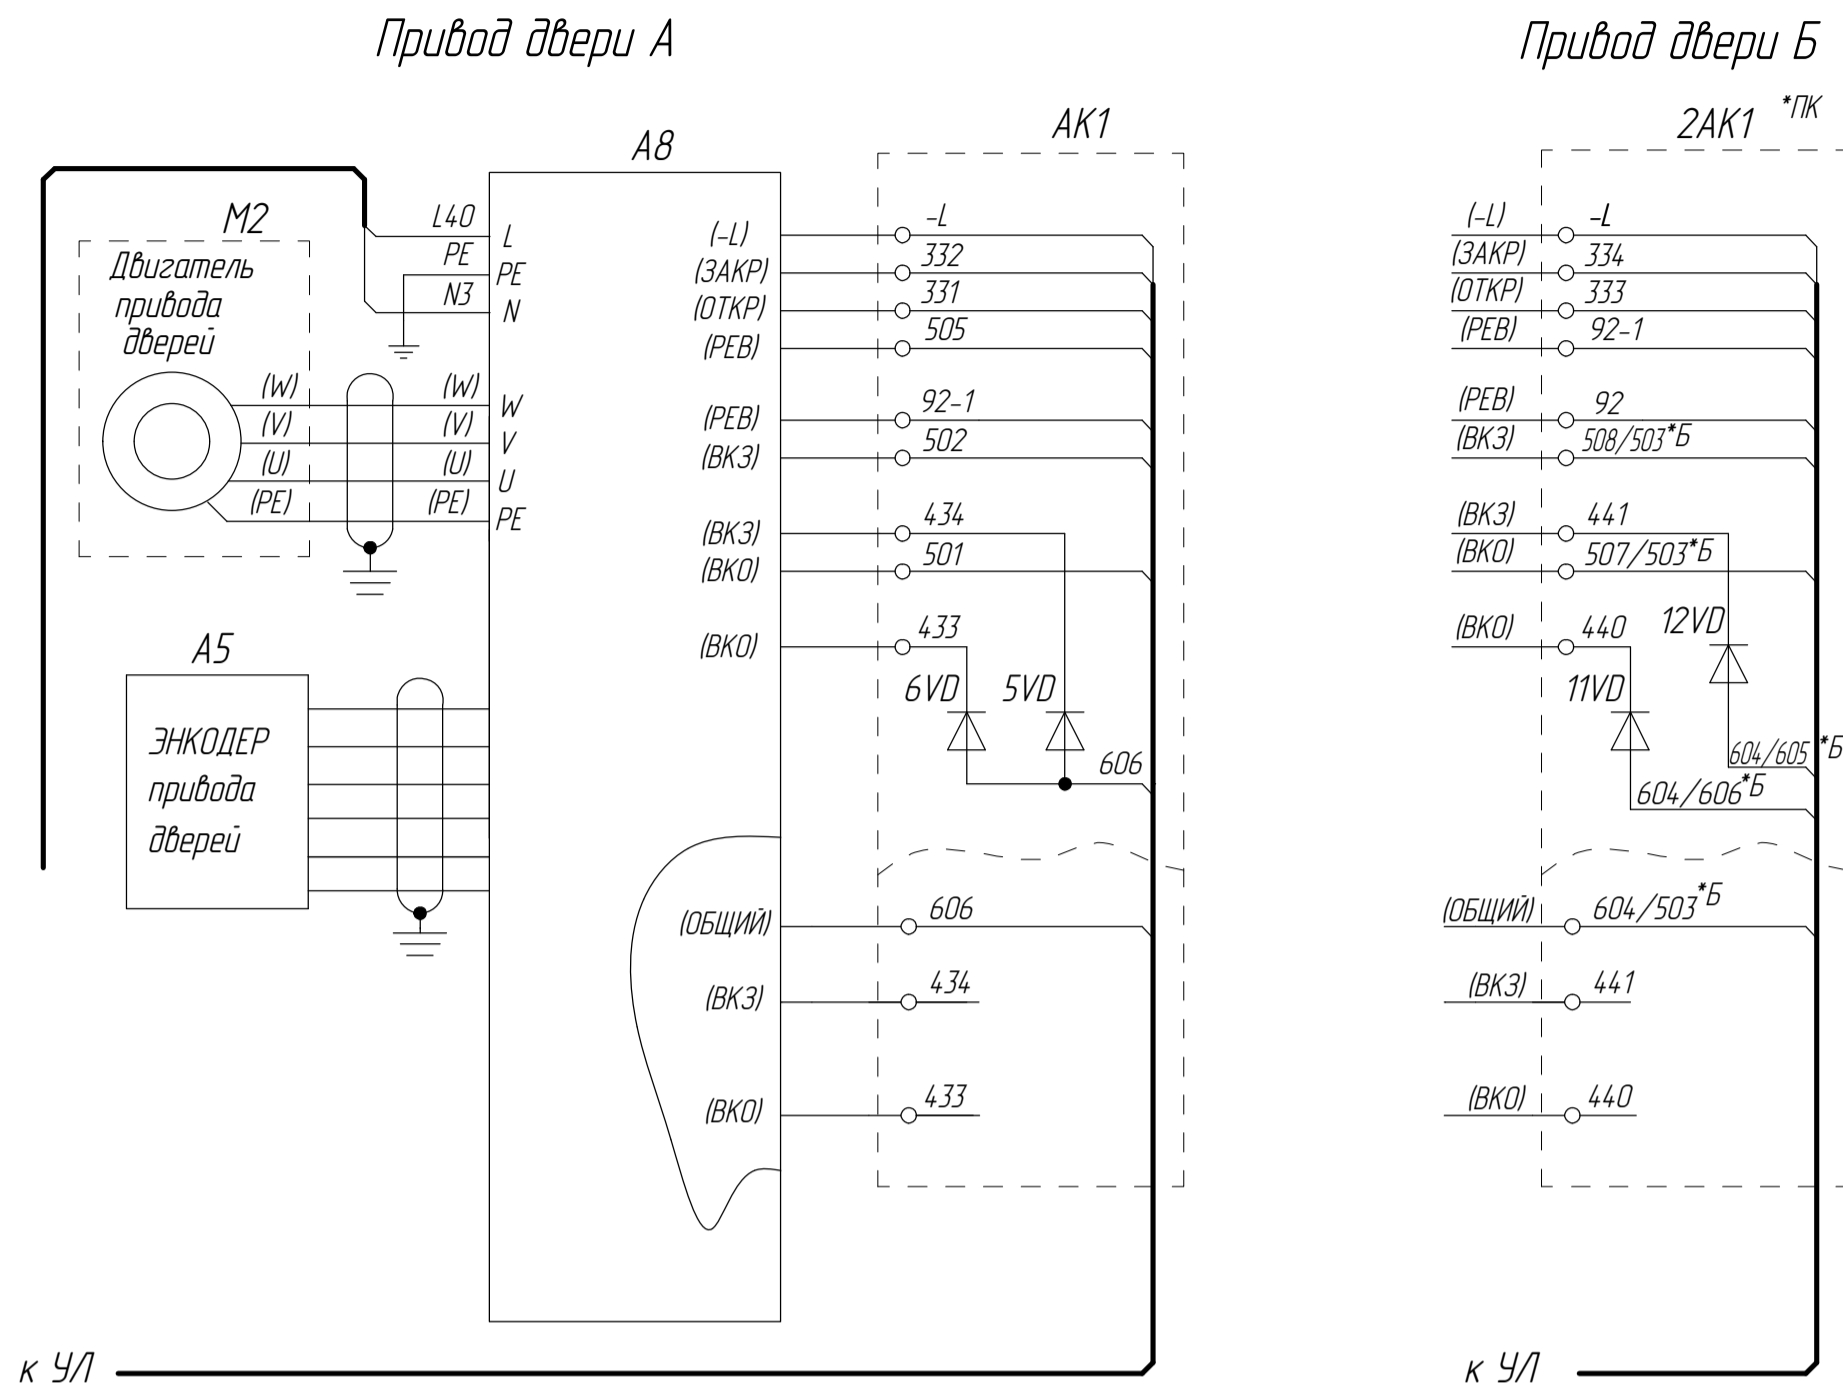 Привод двери А
Привод двери Б
А8
АК1
2АК1 *ПК
М2
Двигатель
привода
дверей
L40
PE
N3
L
PE
N
(W)
(V)
(U)
(PE)
(W)
(V)
(U)
(PE)
W
V
U
PE
А5
ЭНКОДЕР
привода
дверей
(-L)
(ЗАКР)
(ОТКР)
(РЕВ)
(РЕВ)
(ВКЗ)
(ВКЗ)
(ВКО)
(ВКО)
(ОБЩИЙ)
(ВКЗ)
(ВКО)
-L
332
331
505
92-1
502
434
501
433
6VD 5VD
606
606
434
433
(-L) -L
(ЗАКР) 334
(ОТКР) 333
(РЕВ) 92-1
(РЕВ) 92
(ВКЗ) 508/503*Б
(ВКЗ) 441
(ВКО) 507/503*Б
(ВКО) 440 12VD
11VD
604/605 *Б
604/606*Б
(ОБЩИЙ) 604/503*Б
(ВКЗ) 441
(ВКО) 440
к УЛ
к УЛ